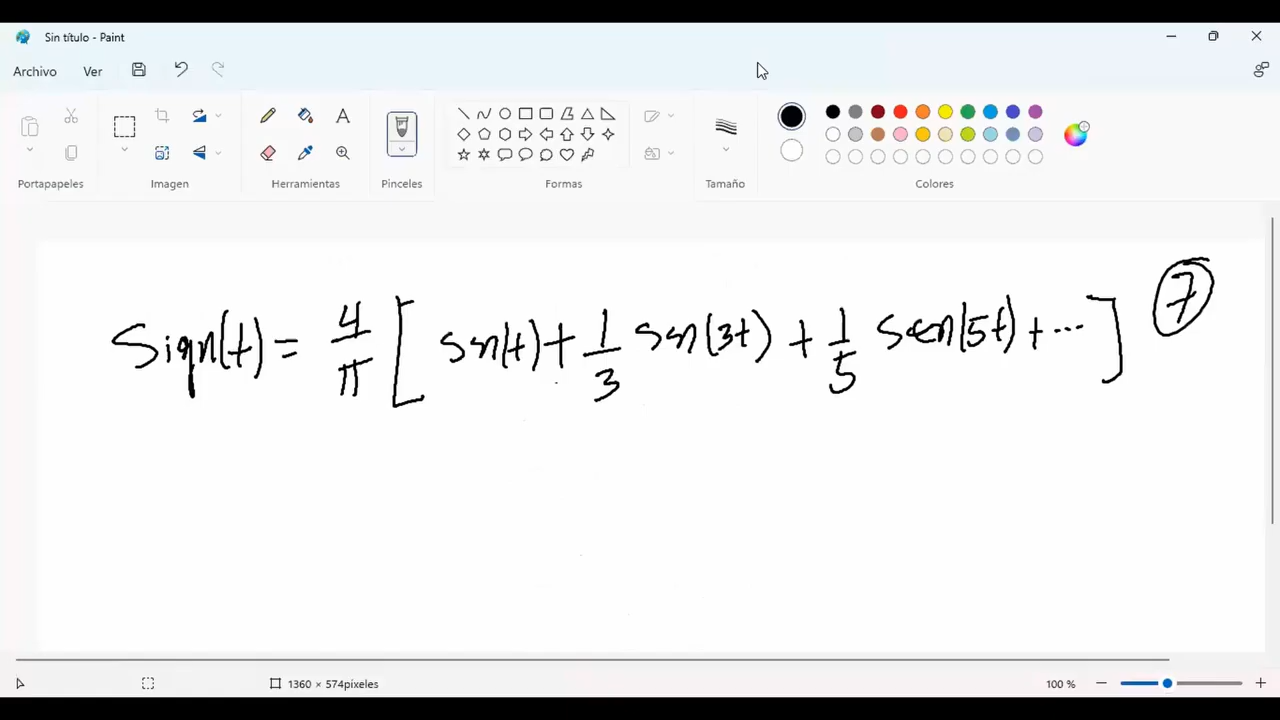 Sin título - Paint
Archivo Ver
A
Portapapeles Imagen Herramientas Pinceles Formas Tamaño Colores
Sign(t) = 4/π [ sen(t) + 1/3 sen(3t) + 1/5 sen(5t) + ... ] 7
1360 × 574píxeles 100 %